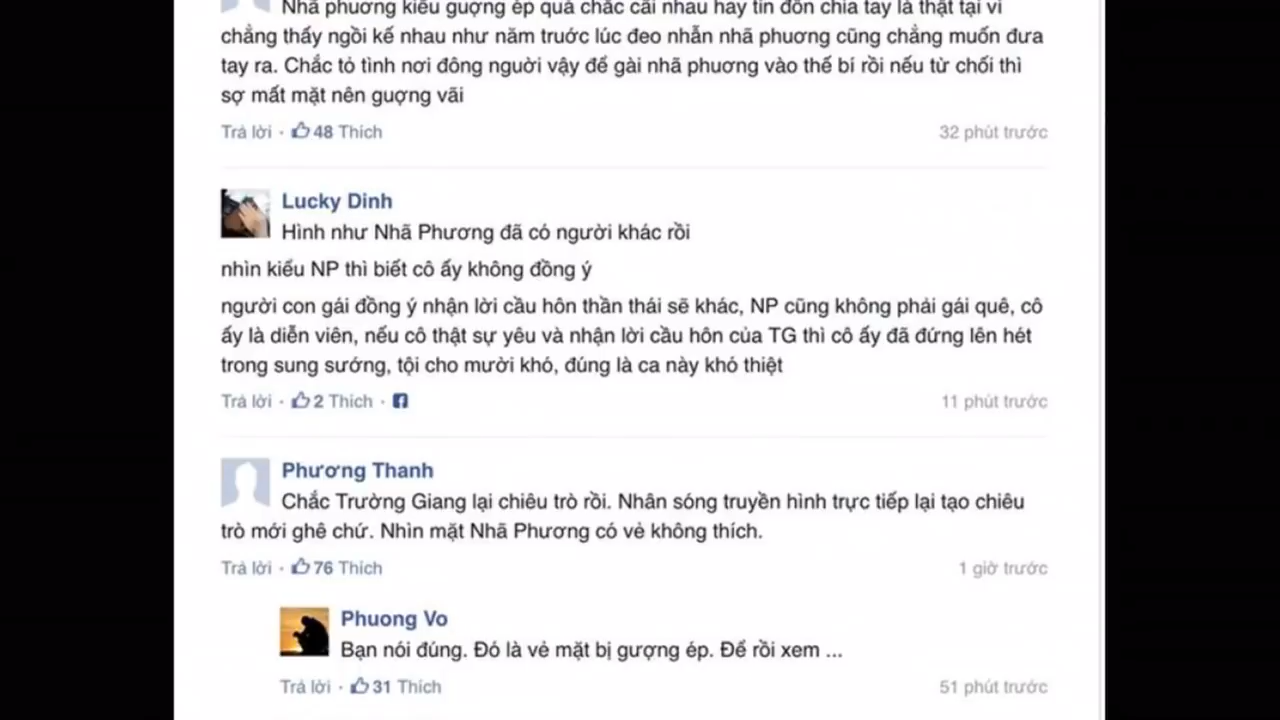 Nhã phương kiểu gượng ép quá chắc cãi nhau hay tin đồn chia tay là thật tại vì
chẳng thấy ngồi kế nhau như năm truớc lúc đeo nhẫn nhã phuơng cũng chẳng muốn đưa
tay ra. Chắc tỏ tình nơi đông nguời vậy để gài nhã phuơng vào thế bí rồi nếu từ chối thì
sợ mất mặt nên guợng vãi
Trả lời · 48 Thích 32 phút trước
Lucky Dinh
Hình như Nhã Phương đã có người khác rồi
nhìn kiểu NP thì biết cô ấy không đồng ý
người con gái đồng ý nhận lời cầu hôn thần thái sẽ khác, NP cũng không phải gái quê, cô
ấy là diễn viên, nếu cô thật sự yêu và nhận lời cầu hôn của TG thì cô ấy đã đứng lên hét
trong sung sướng, tội cho mười khó, đúng là ca này khó thiệt
Trả lời · 2 Thích · 11 phút trước
Phương Thanh
Chắc Trường Giang lại chiêu trò rồi. Nhân sóng truyền hình trực tiếp lại tạo chiêu
trò mới ghê chứ. Nhìn mặt Nhã Phương có vẻ không thích.
Trả lời · 76 Thích 1 giờ trước
Phuong Vo
Bạn nói đúng. Đó là vẻ mặt bị gượng ép. Để rồi xem ...
Trả lời · 31 Thích 51 phút trước